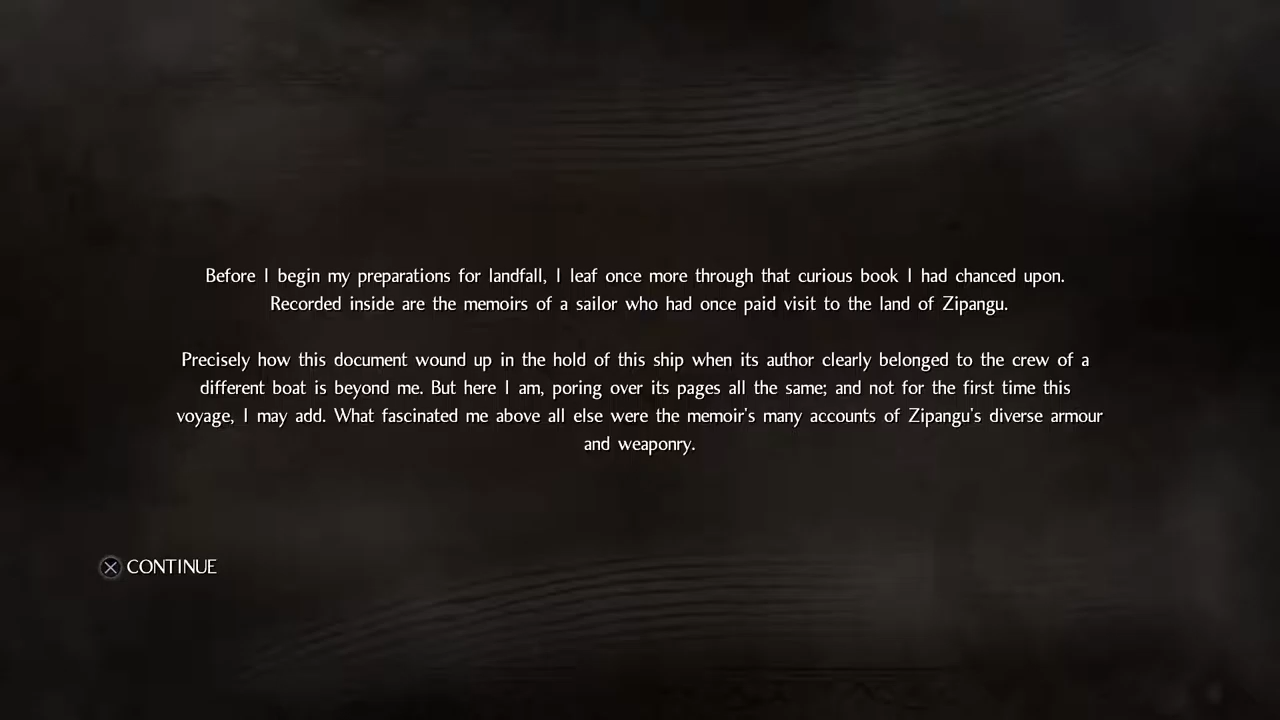 Before I begin my preparations for landfall, I leaf once more through that curious book I had chanced upon.
Recorded inside are the memoirs of a sailor who had once paid visit to the land of Zipangu.
Precisely how this document wound up in the hold of this ship when its author clearly belonged to the crew of a
different boat is beyond me. But here I am, poring over its pages all the same; and not for the first time this
voyage, I may add. What fascinated me above all else were the memoir's many accounts of Zipangu's diverse armour
and weaponry.
CONTINUE